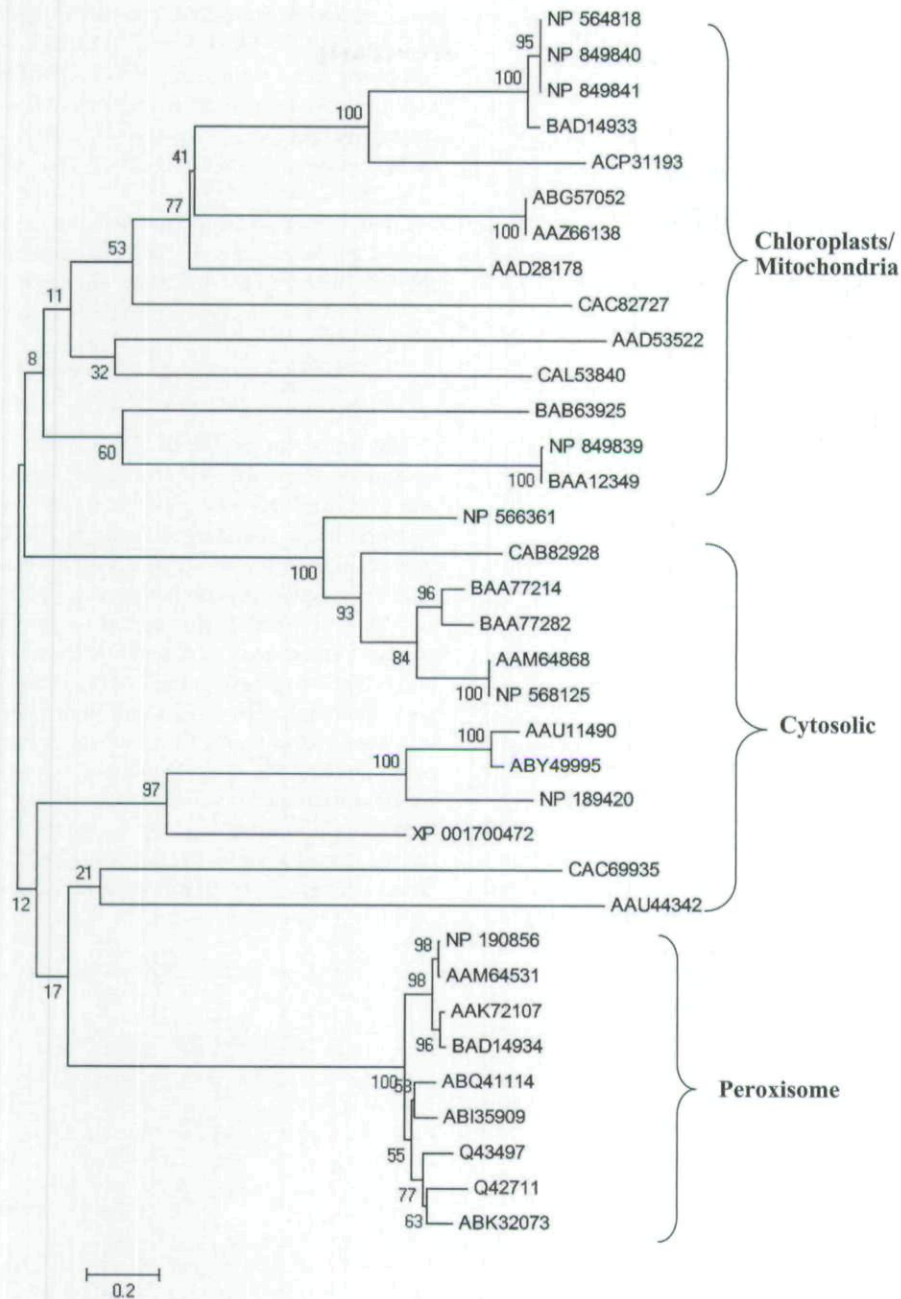 NP 564818
95
NP 849840
100
NP 849841
100
BAD14933
41
ACP31193
77
ABG57052
100
AAZ66138
53
AAD28178
Chloroplasts/
Mitochondria
11
CAC82727
8
AAD53522
32
CAL53840
BAB63925
60
NP 849839
100
BAA12349
NP 566361
100
CAB82928
93
96
BAA77214
BAA77282
84
AAM64868
100
NP 568125
Cytosolic
100
AAU11490
100
ABY49995
97
NP 189420
XP 001700472
21
CAC69935
12
AAU44342
98
NP 190856
98
AAM64531
17
AAK72107
96
BAD14934
100
58
ABQ41114
Peroxisome
ABI35909
55
Q43497
77
Q42711
63
ABK32073
0.2